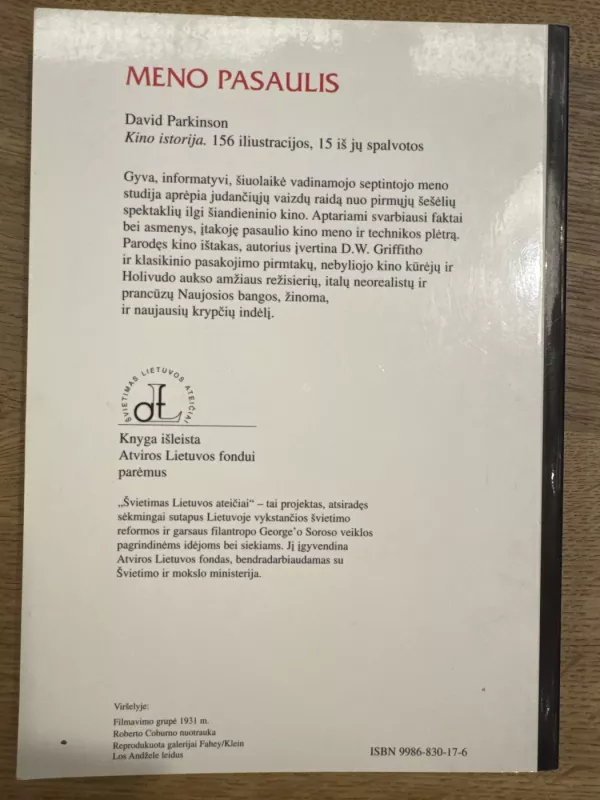 MENO PASAULIS
David Parkinson
Kino istorija. 156 iliustracijos, 15 iš jų spalvotos
Gyva, informatyvi, šiuolaikė vadinamojo septintojo meno
studija aprėpia judančiųjų vaizdų raidą nuo pirmųjų šešėlių
spektaklių ilgi šiandieninio kino. Aptariami svarbiausi faktai
bei asmenys, įtakoję pasaulio kino meno ir technikos plėtrą.
Parodęs kino ištakas, autorius įvertina D.W. Griffitho
ir klasikinio pasakojimo pirmtakų, nebyliojo kino kūrėjų ir
Holivudo aukso amžiaus režisierių, italų neorealistų ir
prancūzų Naujosios bangos, žinoma,
ir naujausių krypčių indėlį.
ŠVIETIMAS LIETUVOS ATEIČIAI
Knyga išleista
Atviros Lietuvos fondui
parėmus
„Švietimas Lietuvos ateičiai“ – tai projektas, atsiradęs
sėkmingai sutapus Lietuvoje vykstančios švietimo
reformos ir garsaus filantropo George’o Soroso veiklos
pagrindinėms idėjoms bei siekiams. Jį įgyvendina
Atviros Lietuvos fondas, bendradarbiaudamas su
Švietimo ir mokslo ministerija.
Viršelyje:
Filmavimo grupė 1931 m.
Roberto Coburno nuotrauka
Reprodukuota galerijai Fahey/Klein
Los Andžele leidus
ISBN 9986-830-17-6